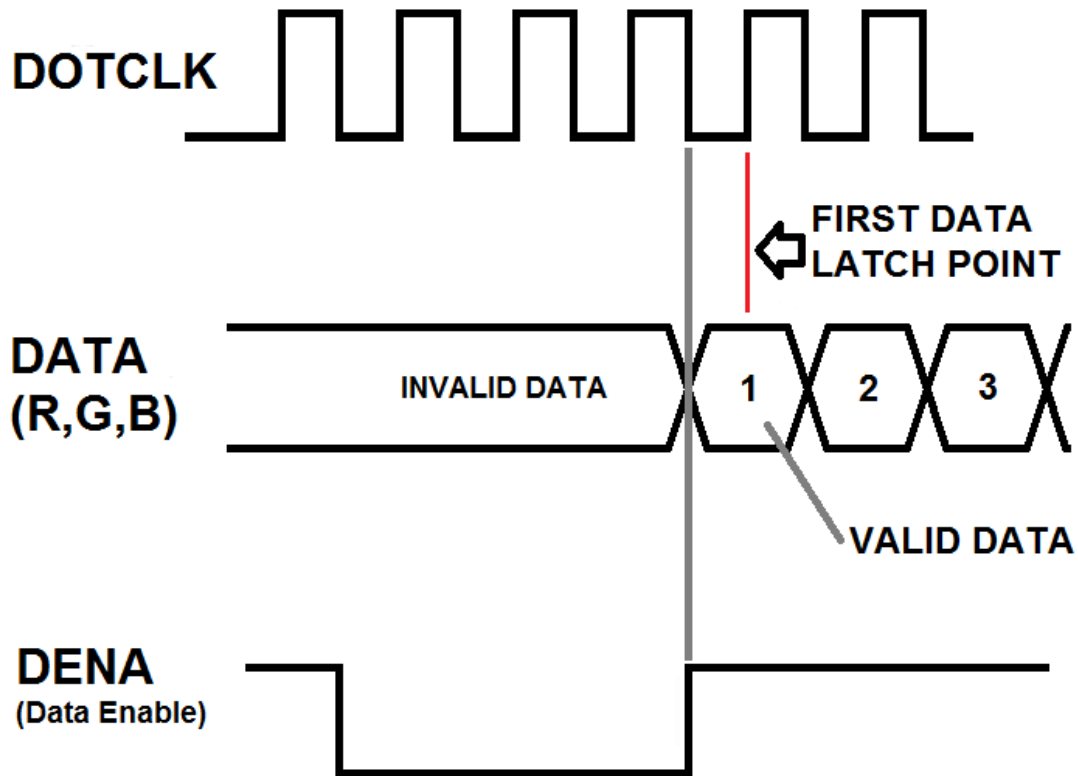 DOTCLK
FIRST DATA
LATCH POINT
DATA
(R,G,B)
INVALID DATA
1
2
3
VALID DATA
DENA
(Data Enable)